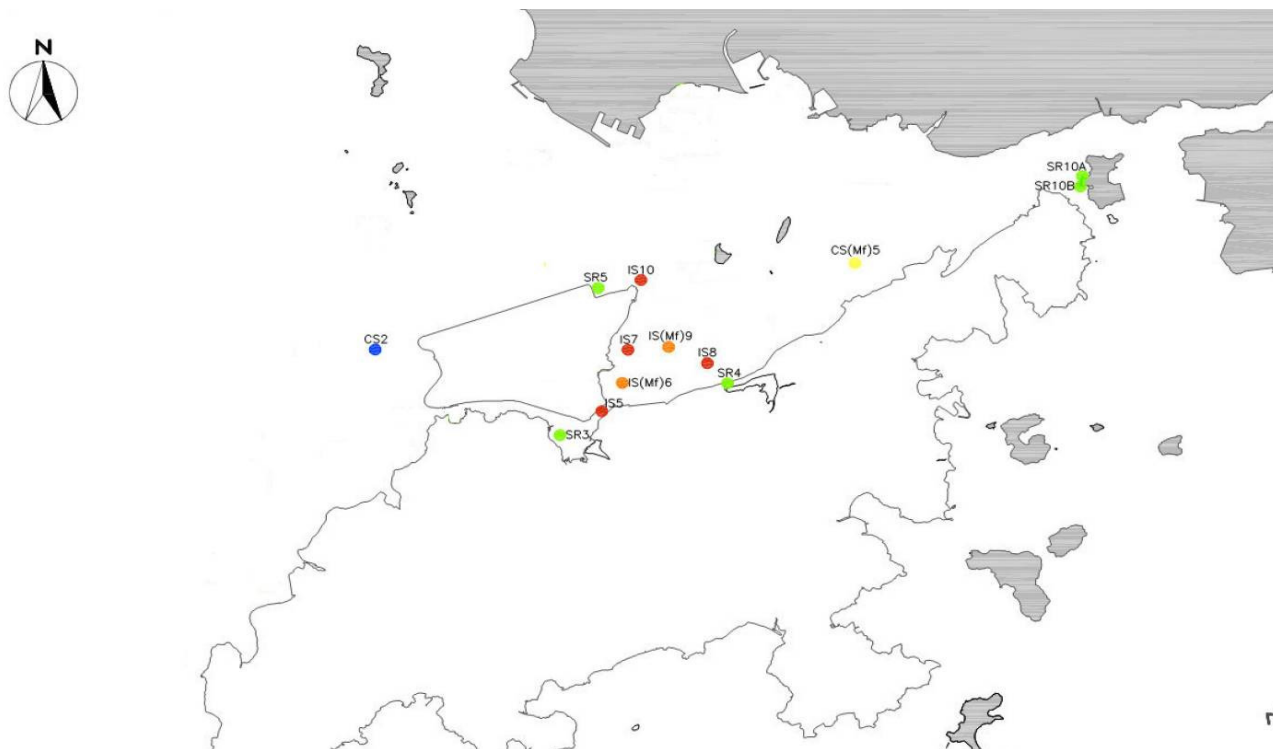 N
SR10A
SR10B
CS(Mf)5
SR5
IS10
CS2
IS7
IS(Mf)9
IS8
IS(Mf)6
SR4
IS5
SR3